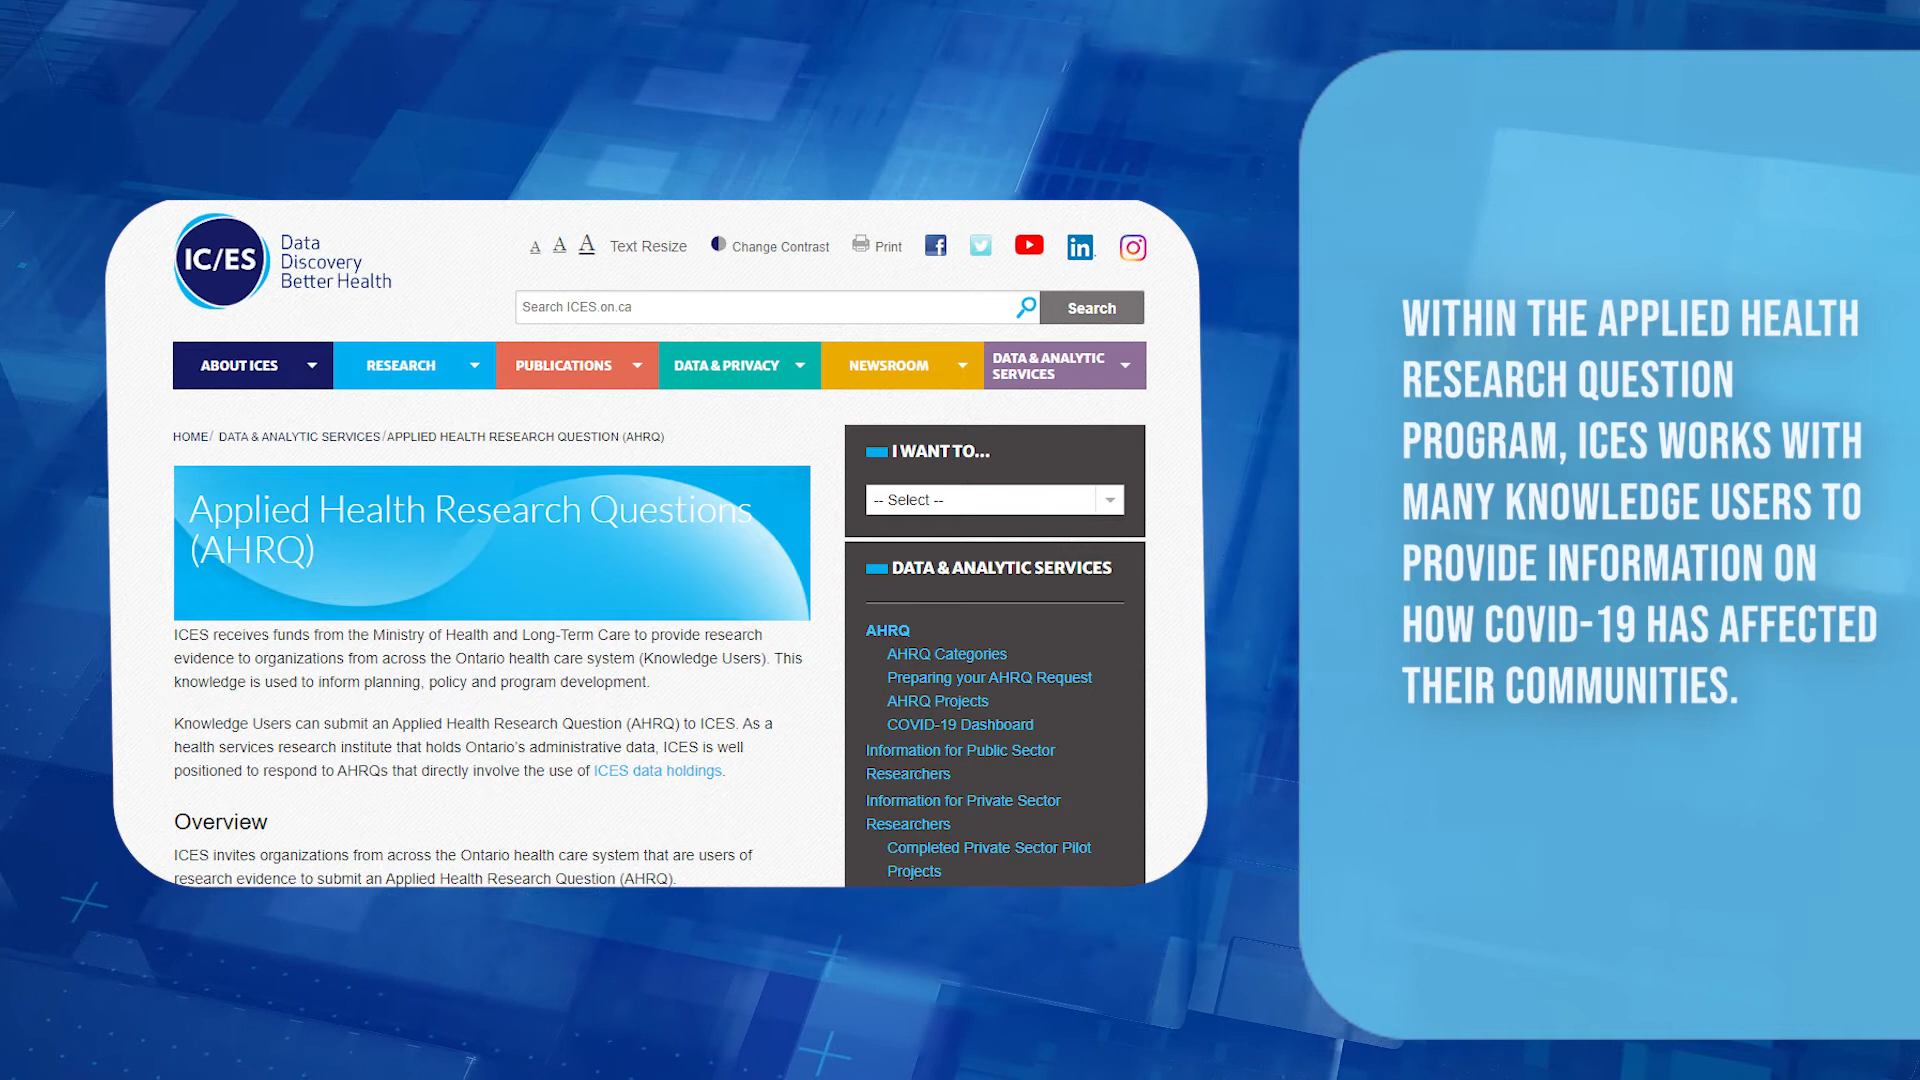 IC/ES
Data
Discovery
Better Health
A A A Text Resize
Change Contrast
Print
Search ICES.on.ca
Search
ABOUT ICES
RESEARCH
PUBLICATIONS
DATA & PRIVACY
NEWSROOM
DATA & ANALYTIC
SERVICES
HOME/ DATA & ANALYTIC SERVICES/APPLIED HEALTH RESEARCH QUESTION (AHRQ)
Applied Health Research Questions
(AHRQ)
ICES receives funds from the Ministry of Health and Long-Term Care to provide research
evidence to organizations from across the Ontario health care system (Knowledge Users). This
knowledge is used to inform planning, policy and program development.
Knowledge Users can submit an Applied Health Research Question (AHRQ) to ICES. As a
health services research institute that holds Ontario's administrative data, ICES is well
positioned to respond to AHRQs that directly involve the use of ICES data holdings.
Overview
ICES invites organizations from across the Ontario health care system that are users of
research evidence to submit an Applied Health Research Question (AHRQ).
I WANT TO...
-- Select --
DATA & ANALYTIC SERVICES
AHRQ
AHRQ Categories
Preparing your AHRQ Request
AHRQ Projects
COVID-19 Dashboard
Information for Public Sector
Researchers
Information for Private Sector
Researchers
Completed Private Sector Pilot
Projects
WITHIN THE APPLIED HEALTH
RESEARCH QUESTION
PROGRAM, ICES WORKS WITH
MANY KNOWLEDGE USERS TO
PROVIDE INFORMATION ON
HOW COVID-19 HAS AFFECTED
THEIR COMMUNITIES.